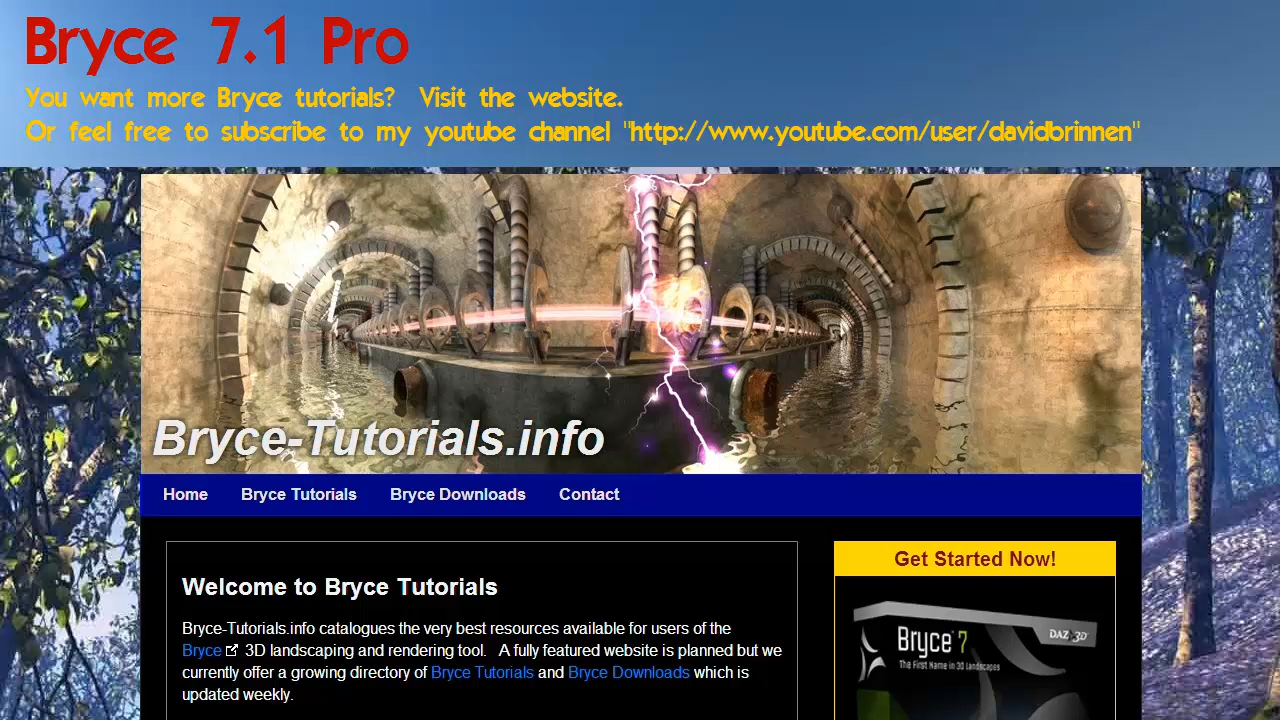 Bryce 7.1 Pro
You want more Bryce tutorials? Visit the website.
Or feel free to subscribe to my youtube channel "http://www.youtube.com/user/davidbrinnen"
Bryce-Tutorials.info
Home Bryce Tutorials Bryce Downloads Contact
Welcome to Bryce Tutorials
Bryce-Tutorials.info catalogues the very best resources available for users of the
Bryce 3D landscaping and rendering tool. A fully featured website is planned but we
currently offer a growing directory of Bryce Tutorials and Bryce Downloads which is
updated weekly.
Get Started Now!
Bryce 7
DAZ 3D
The First Name in 3D landscapes